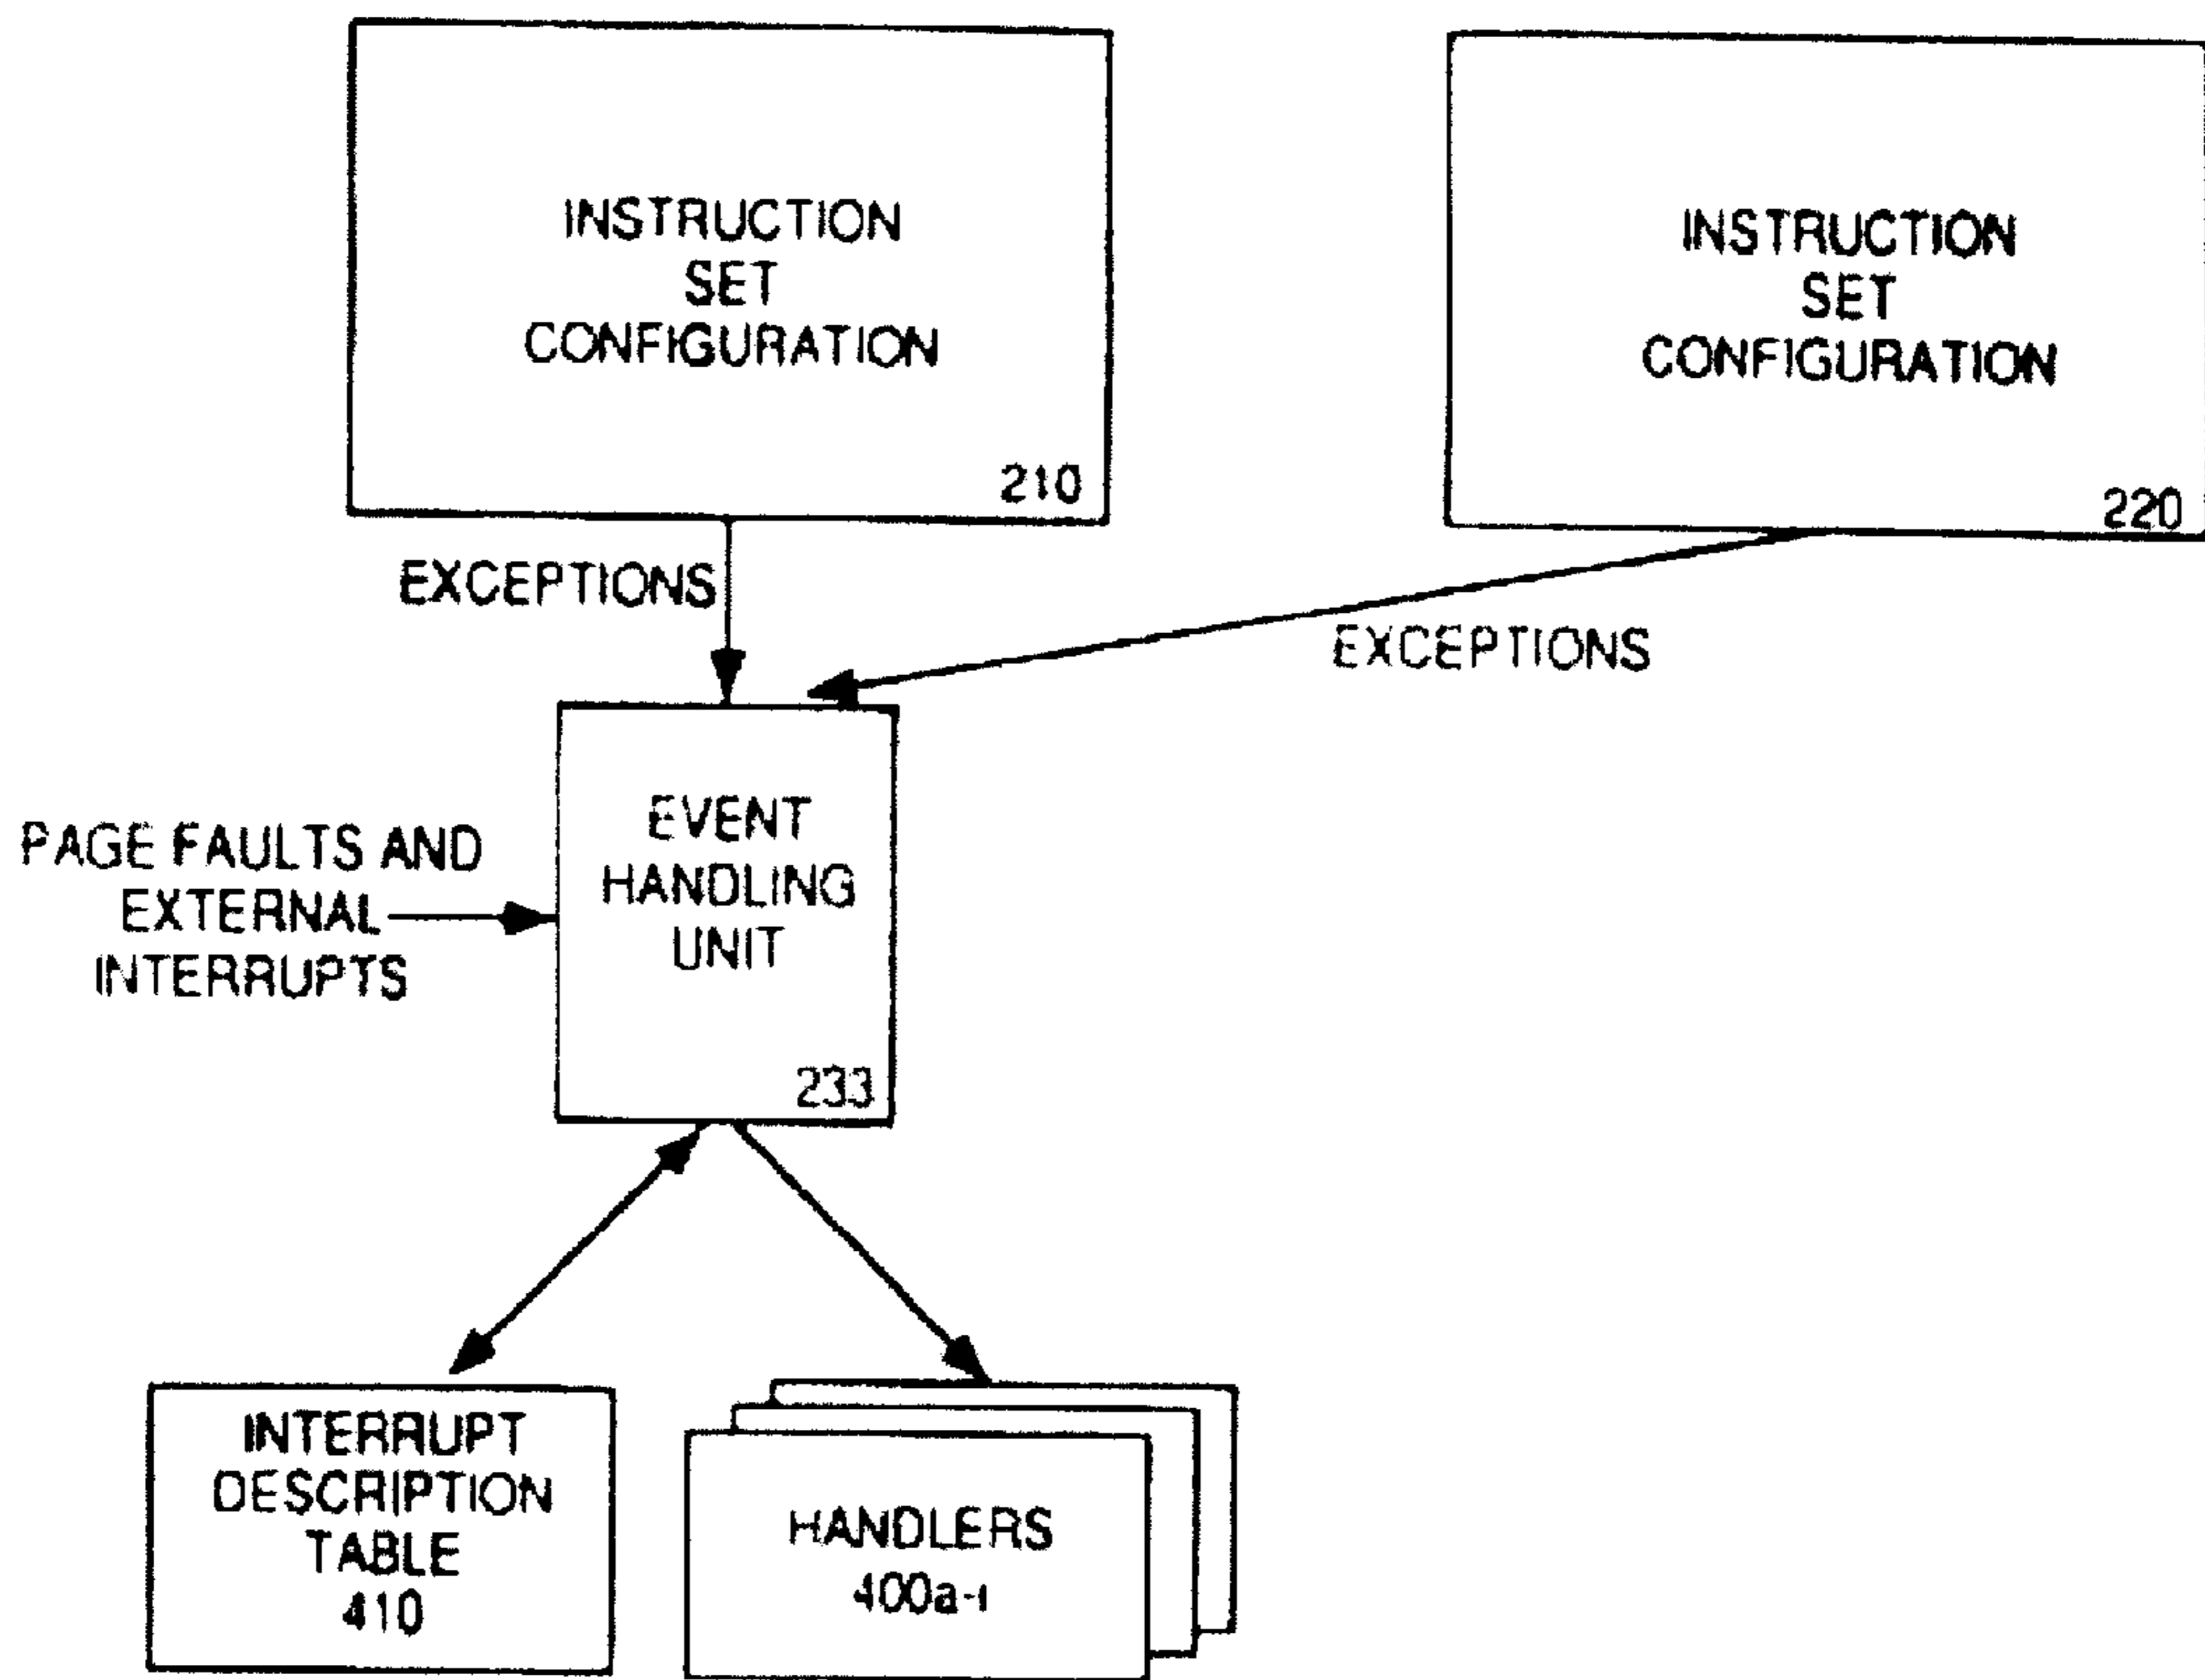 INSTRUCTION
SET
CONFIGURATION
210
INSTRUCTION
SET
CONFIGURATION
220
EXCEPTIONS
EXCEPTIONS
PAGE FAULTS AND
EXTERNAL
INTERRUPTS
EVENT
HANDLING
UNIT
233
INTERRUPT
DESCRIPTION
TABLE
410
HANDLERS
400a-i